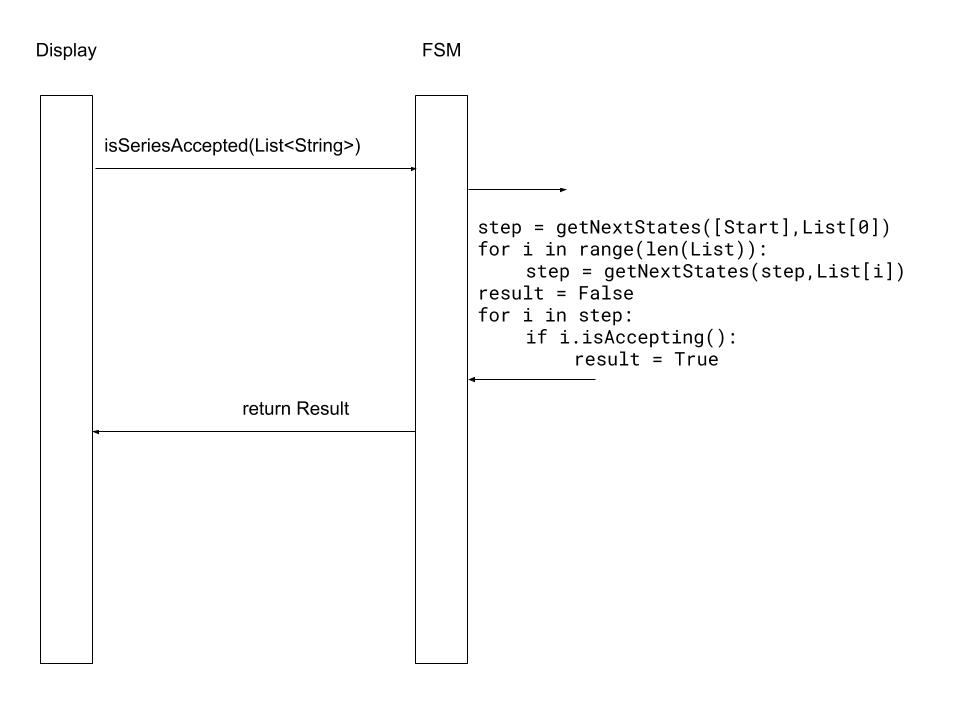 Display
FSM
isSeriesAccepted(List<String>)
step = getNextStates([Start],List[0])
for i in range(len(List)):
    step = getNextStates(step,List[i])
result = False
for i in step:
    if i.isAccepting():
        result = True
return Result